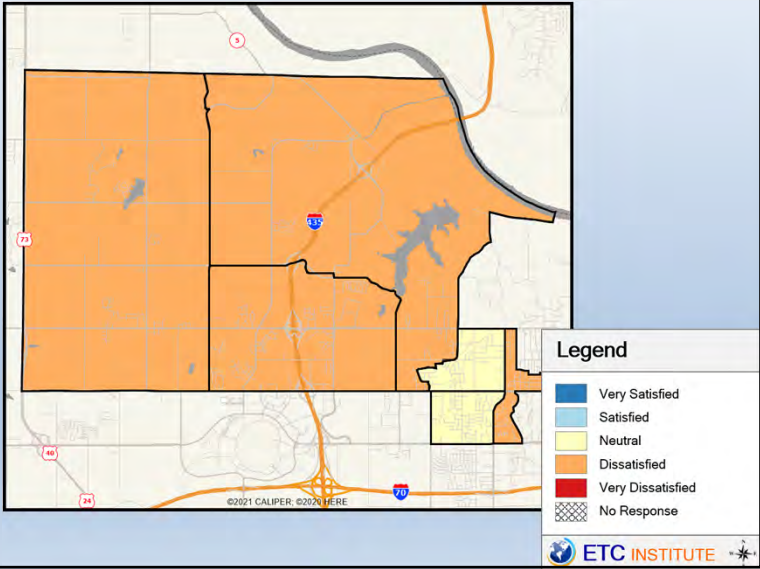 5
435
73
40
24
70
©2021 CALIPER; ©2020 HERE
Legend
Very Satisfied
Satisfied
Neutral
Dissatisfied
Very Dissatisfied
No Response
ETC INSTITUTE